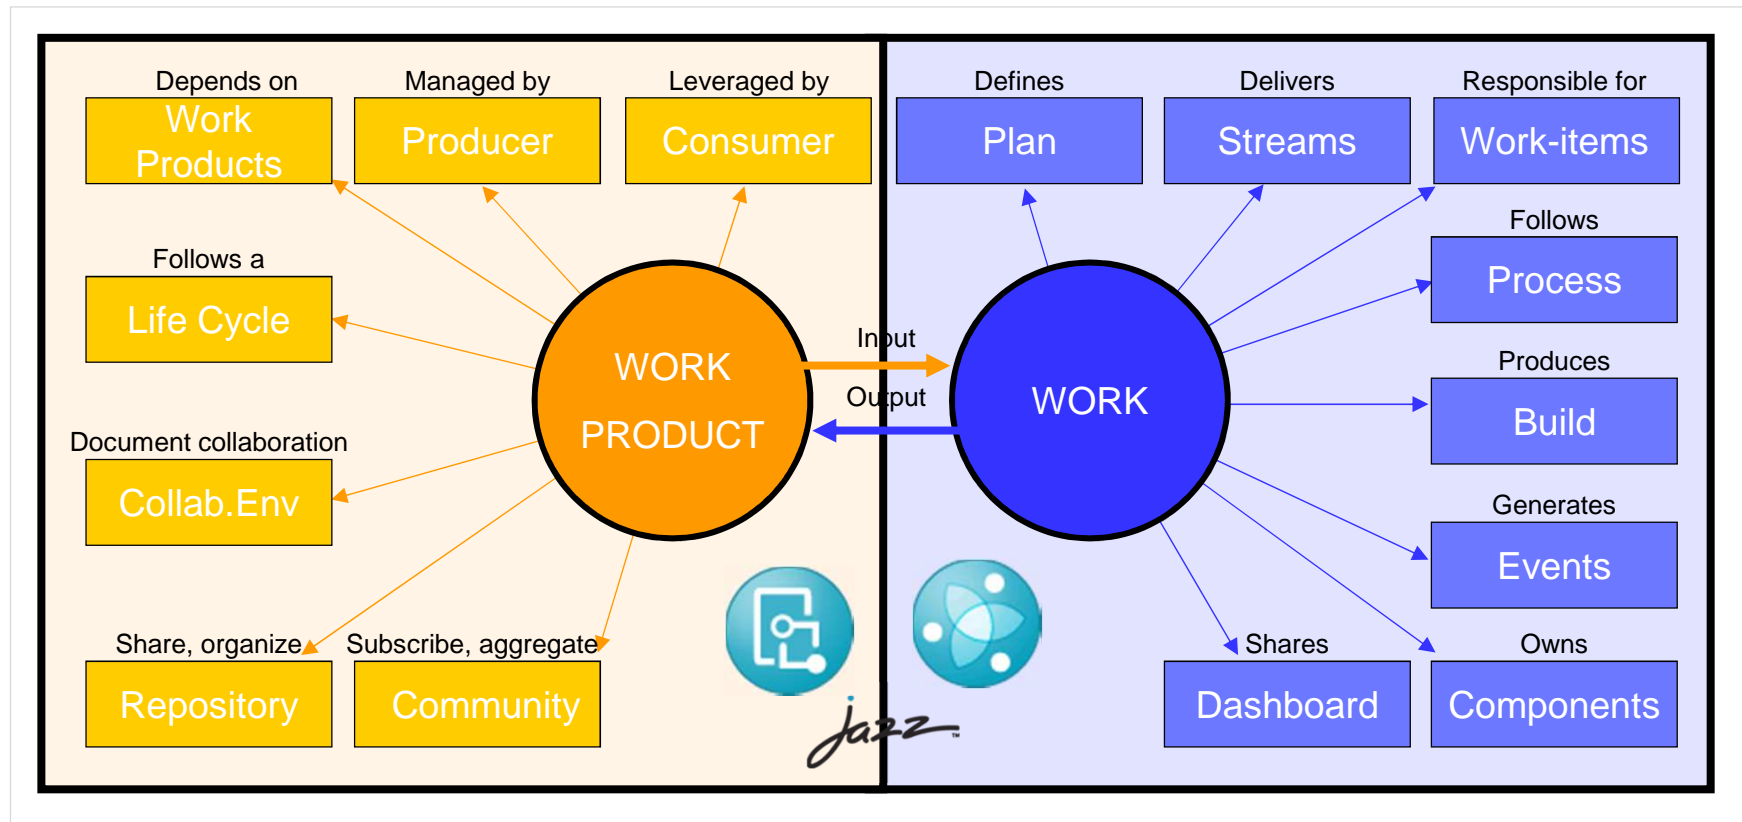 Depends on
Work
Products
Managed by
Producer
Leveraged by
Consumer
Follows a
Life Cycle
Document collaboration
Collab.Env
Share, organize
Repository
Subscribe, aggregate
Community
WORK
PRODUCT
Input
Output
WORK
Defines
Plan
Delivers
Streams
Responsible for
Work-items
Follows
Process
Produces
Build
Generates
Events
Shares
Dashboard
Owns
Components
jazz™